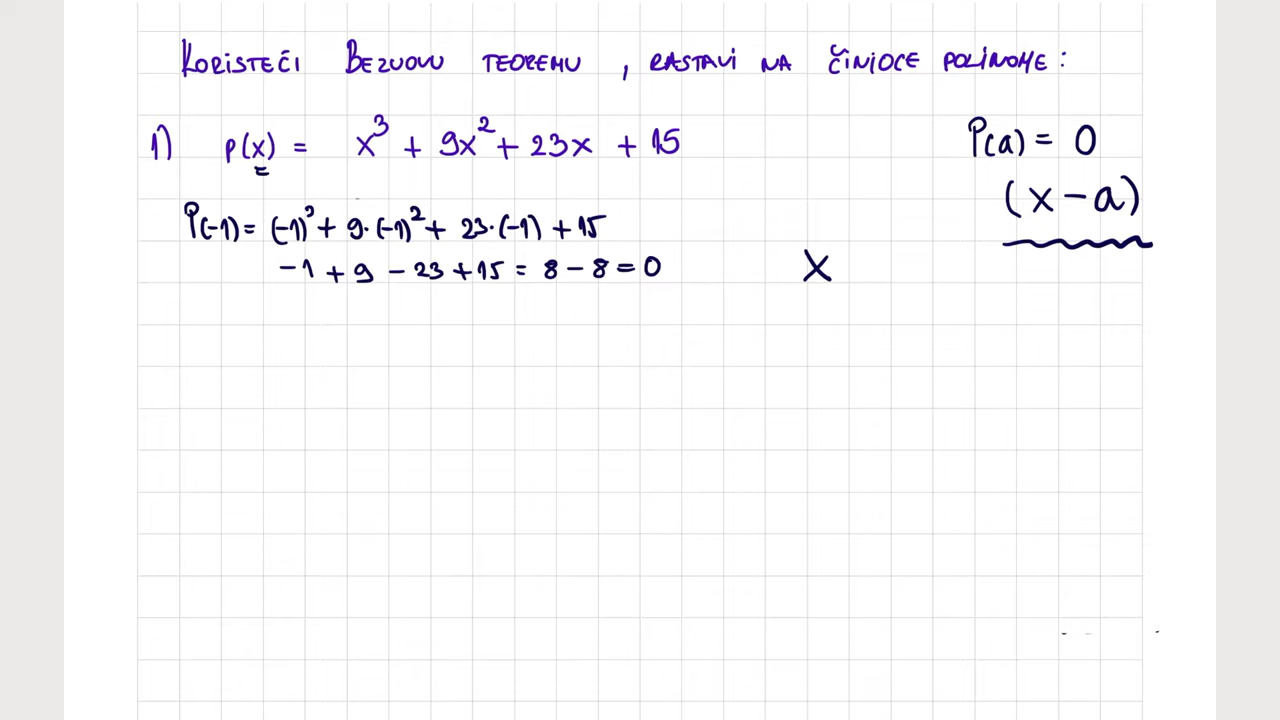 KORISTEĆI BEZUOVU TEOREMU, RASTAVI NA ČINIOCE POLINOME:
1) p(x) = x³ + 9x² + 23x + 15
P(a) = 0
(x - a)
P(-1) = (-1)³ + 9·(-1)² + 23·(-1) + 15
-1 + 9 - 23 + 15 = 8 - 8 = 0
X